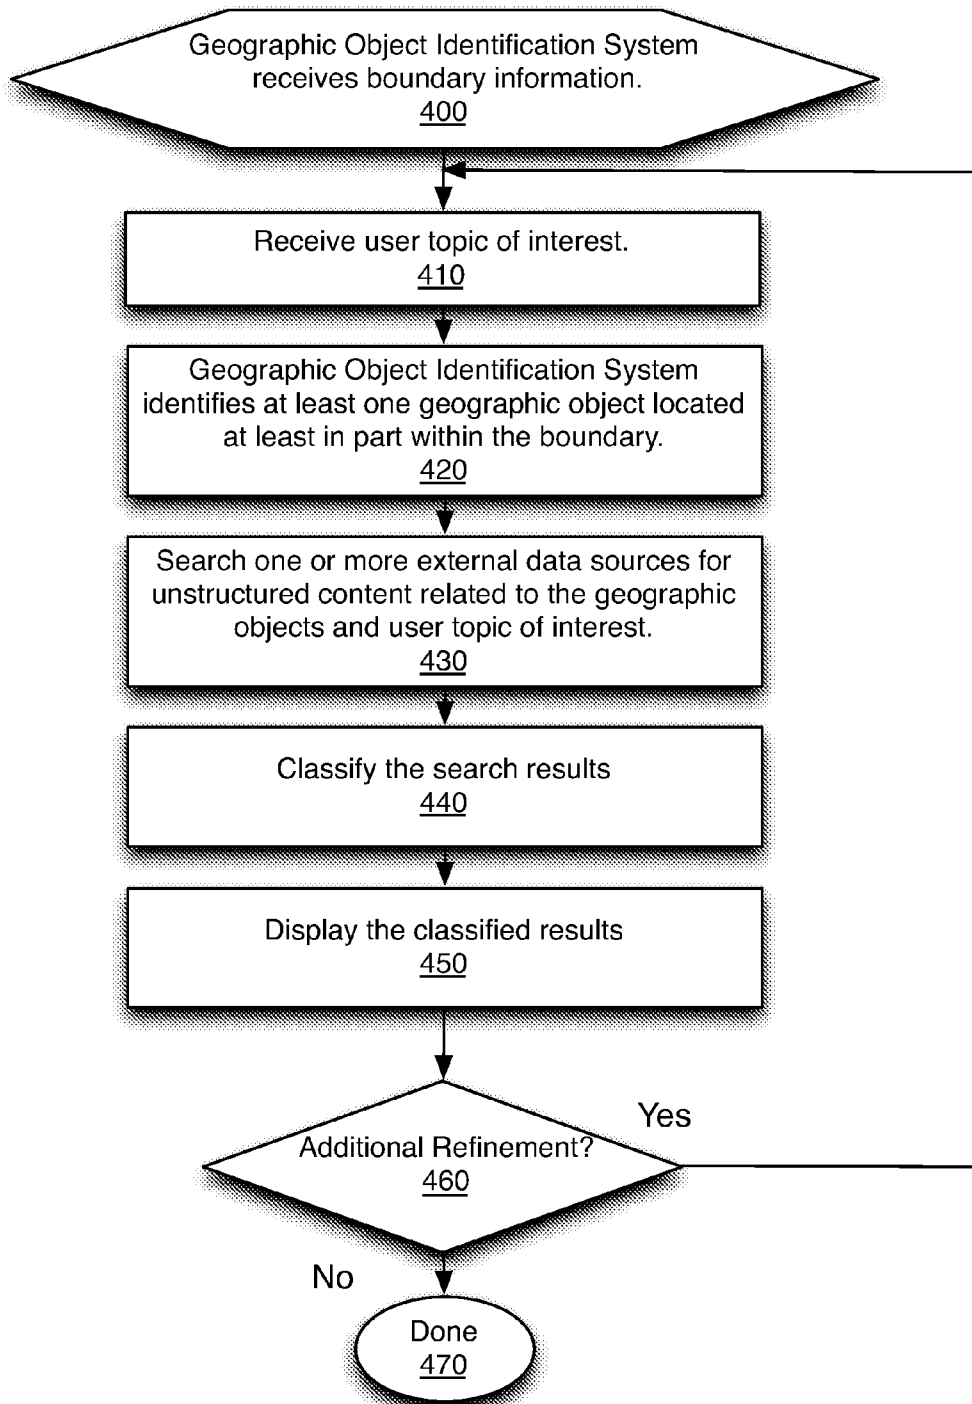 Geographic Object Identification System
receives boundary information.
400
Receive user topic of interest.
410
Geographic Object Identification System
identifies at least one geographic object located
at least in part within the boundary.
420
Search one or more external data sources for
unstructured content related to the geographic
objects and user topic of interest.
430
Classify the search results
440
Display the classified results
450
Yes
Additional Refinement?
460
No
Done
470